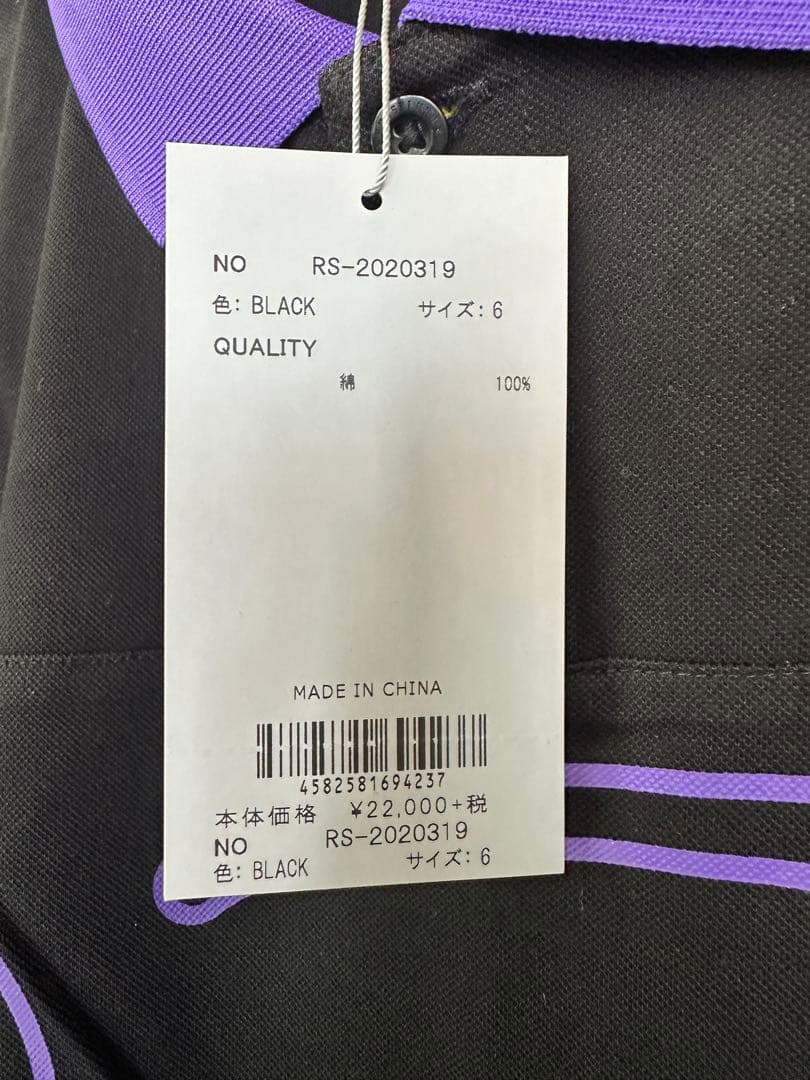 NO RS-2020319
色: BLACK サイズ: 6
QUALITY
綿 100%
MADE IN CHINA
4582581694237
本体価格 ¥22,000+税
NO RS-2020319
色: BLACK サイズ: 6